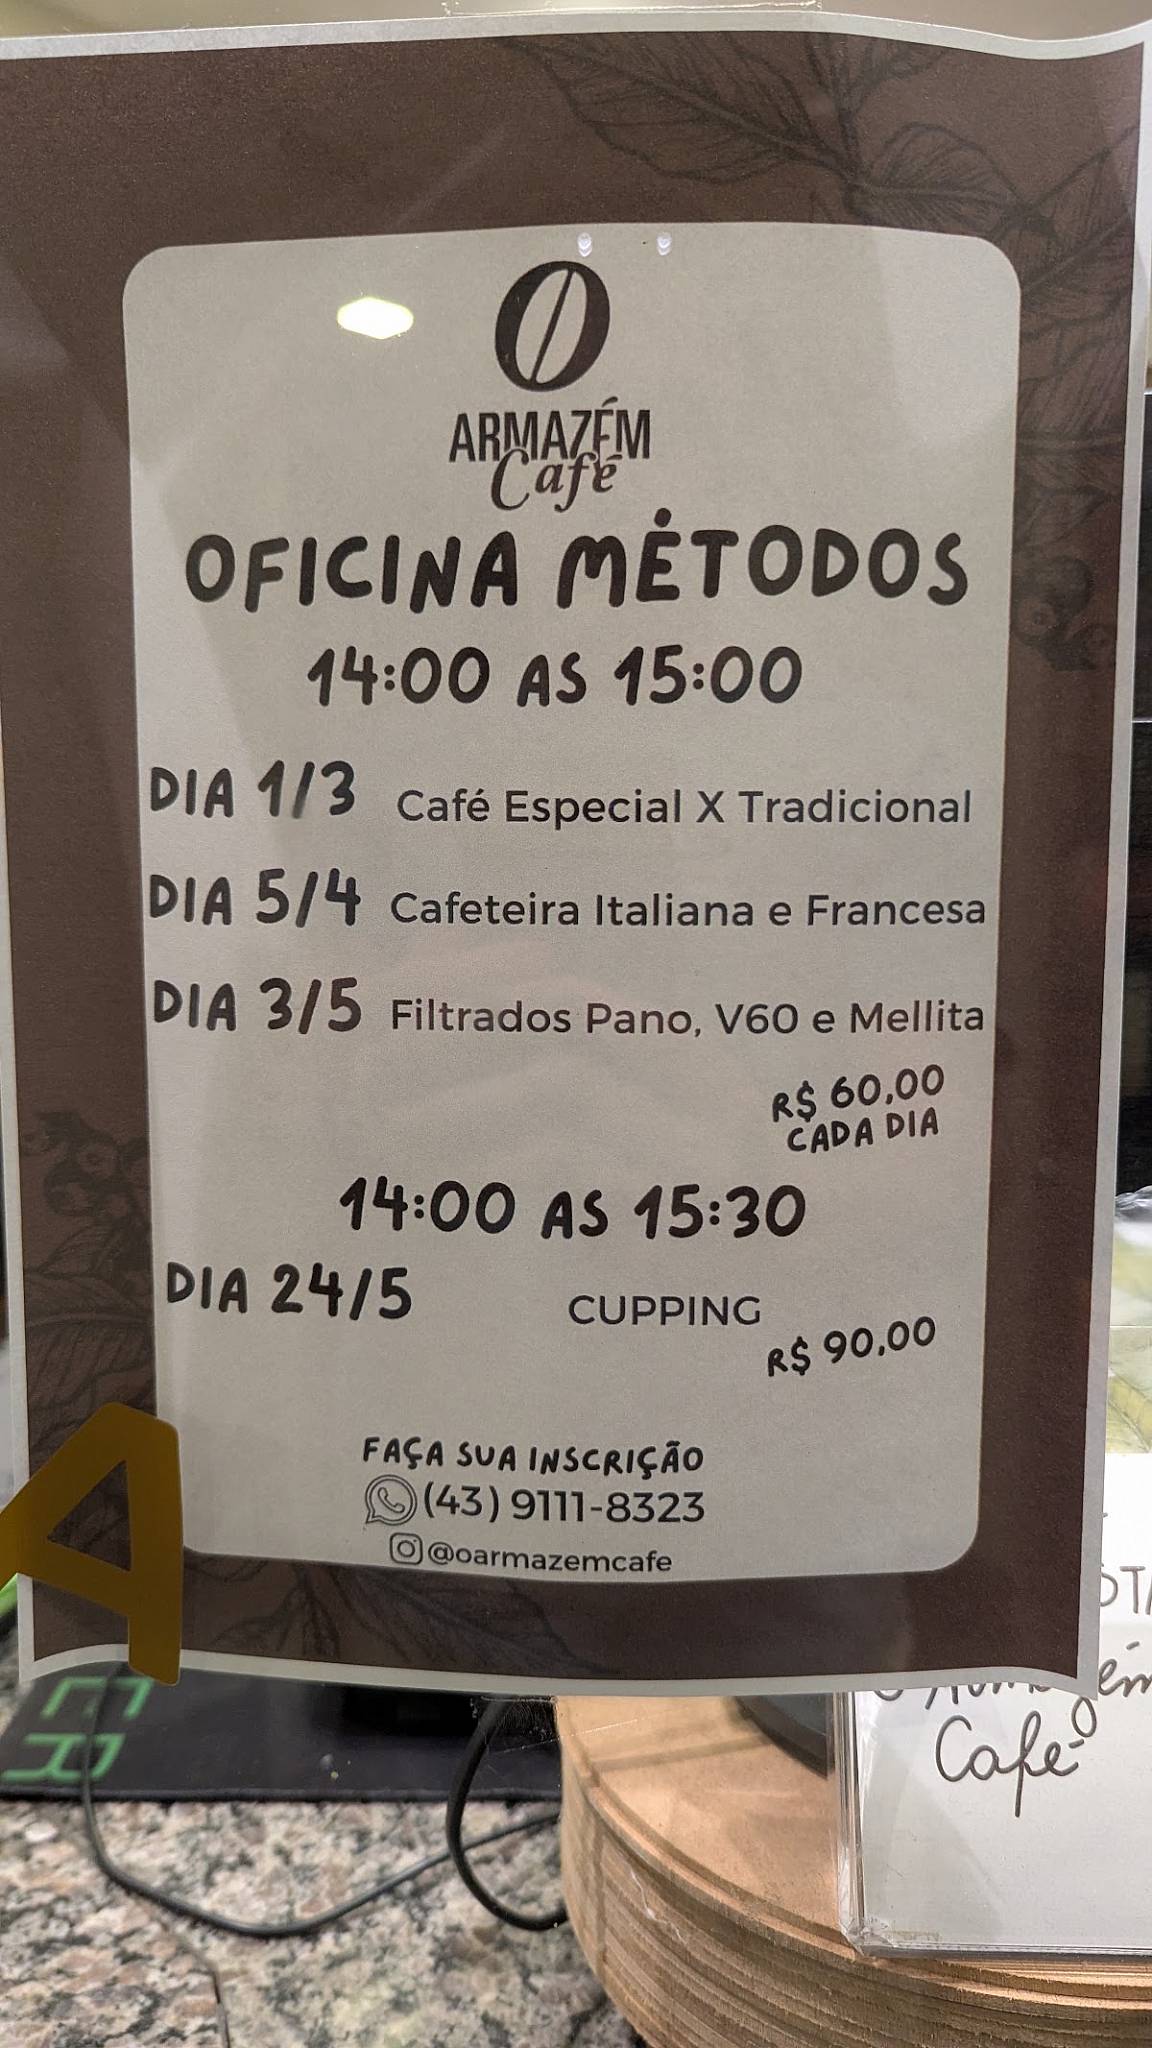 ARMAZÉM
Café
OFICINA MÉTODOS
14:00 AS 15:00
DIA 1/3 Café Especial X Tradicional
DIA 5/4 Cafeteira Italiana e Francesa
DIA 3/5 Filtrados Pano, V60 e Mellita
R$ 60,00
CADA DIA
14:00 AS 15:30
DIA 24/5 CUPPING
R$ 90,00
FAÇA SUA INSCRIÇÃO
(43) 9111-8323
@oarmazemcafe
A
Café